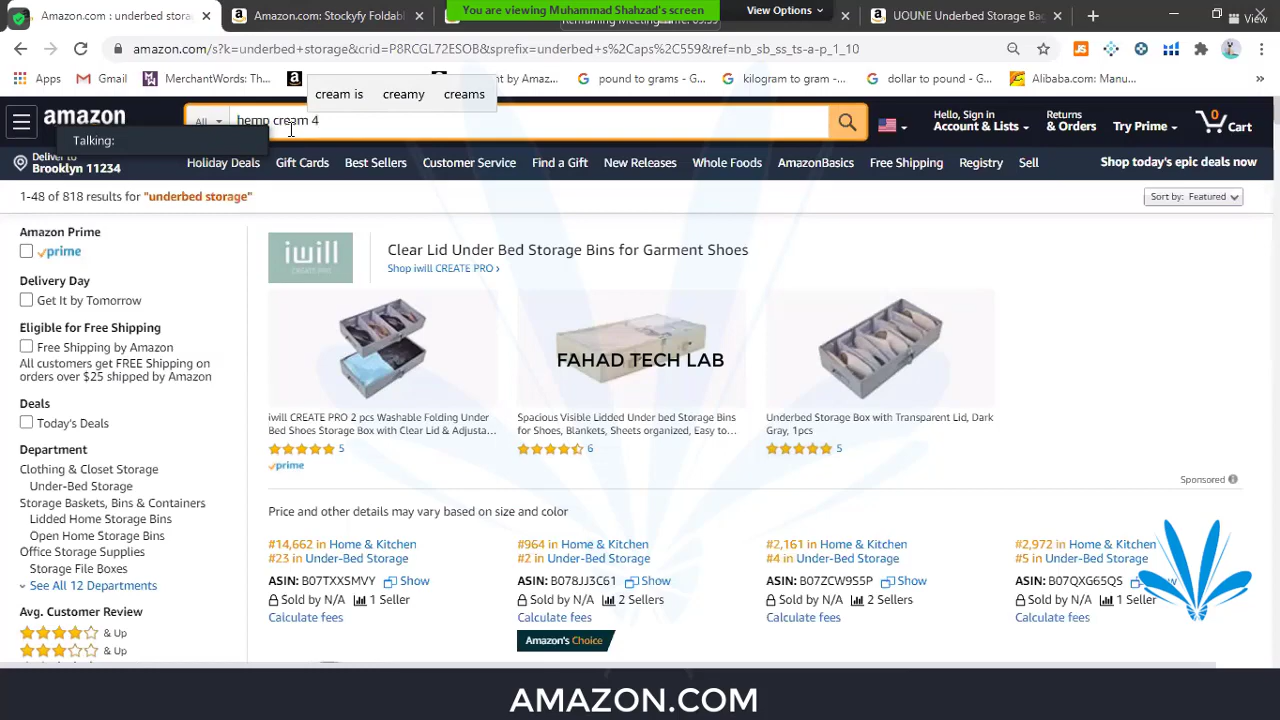 You are viewing Muhammad Shahzad's screen
View Options
Amazon.com : underbed stora
Amazon.com: Stockyfy Foldabl
UOUNE Underbed Storage Ba
View
amazon.com/s?k=underbed+storage&crid=P8RCGL72ESOB&sprefix=underbed+s%2Caps%2C559&ref=nb_sb_ss_ts-a-p_1_10
Apps
Gmail
MerchantWords: Th...
nt by Amaz...
pound to grams - G...
kilogram to gram -...
dollar to pound - G...
Alibaba.com: Manuf...
cream is creamy creams
amazon
All
hemp cream 4
Hello, Sign in
Account & Lists
Returns
& Orders
Try Prime
0
Cart
Talking:
Deliver to
Brooklyn 11234
Holiday Deals
Gift Cards
Best Sellers
Customer Service
Find a Gift
New Releases
Whole Foods
AmazonBasics
Free Shipping
Registry
Sell
Shop today's epic deals now
1-48 of 818 results for "underbed storage"
Sort by: Featured
Amazon Prime
prime
Delivery Day
Get It by Tomorrow
Eligible for Free Shipping
Free Shipping by Amazon
All customers get FREE Shipping on
orders over $25 shipped by Amazon
Deals
Today's Deals
Department
Clothing & Closet Storage
Under-Bed Storage
Storage Baskets, Bins & Containers
Lidded Home Storage Bins
Open Home Storage Bins
Office Storage Supplies
Storage File Boxes
See All 12 Departments
Avg. Customer Review
& Up
& Up
iwill
CREATE PRO
Clear Lid Under Bed Storage Bins for Garment Shoes
Shop iwill CREATE PRO ›
FAHAD TECH LAB
iwill CREATE PRO 2 pcs Washable Folding Under
Bed Shoes Storage Box with Clear Lid & Adjusta...
5
prime
Spacious Visible Lidded Under bed Storage Bins
for Shoes, Blankets, Sheets organized, Easy to...
6
Underbed Storage Box with Transparent Lid, Dark
Gray, 1pcs
5
Sponsored
Price and other details may vary based on size and color
#14,662 in Home & Kitchen
#23 in Under-Bed Storage
ASIN: B07TXXSMVY Show
Sold by N/A 1 Seller
Calculate fees
#964 in Home & Kitchen
#2 in Under-Bed Storage
ASIN: B078JJ3C61 Show
Sold by N/A 2 Sellers
Calculate fees
Amazon's Choice
#2,161 in Home & Kitchen
#4 in Under-Bed Storage
ASIN: B07ZCW9S5P Show
Sold by N/A 2 Sellers
Calculate fees
#2,972 in Home & Kitchen
#5 in Under-Bed Storage
ASIN: B07QXG65QS
Sold by N/A 1 Seller
Calculate fees
AMAZON.COM